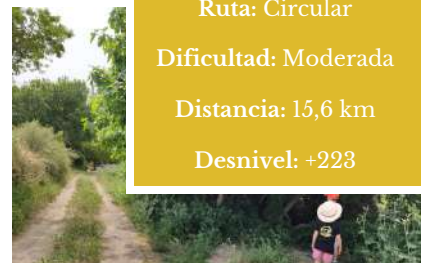 Ruta: Circular
Dificultad: Moderada
Distancia: 15,6 km
Desnivel: +223